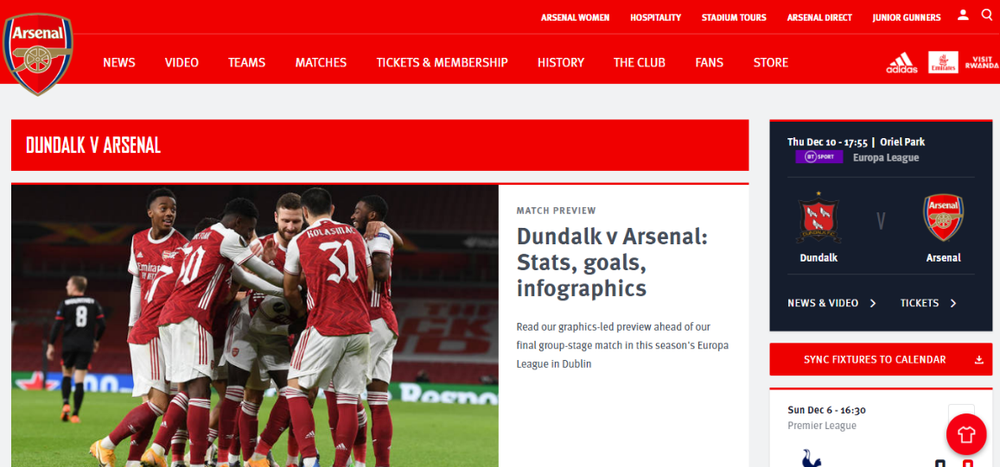 ARSENAL WOMEN HOSPITALITY STADIUM TOURS ARSENAL DIRECT JUNIOR GUNNERS
Arsenal
NEWS VIDEO TEAMS MATCHES TICKETS & MEMBERSHIP HISTORY THE CLUB FANS STORE
adidas
Emirates
VISIT
RWANDA
DUNDALK V ARSENAL
KOLASINAC
31
8
MATCH PREVIEW
Dundalk v Arsenal:
Stats, goals,
infographics
Read our graphics-led preview ahead of our
final group-stage match in this season's Europa
League in Dublin
Thu Dec 10 - 17:55 | Oriel Park
BT SPORT Europa League
V
Arsenal
Dundalk Arsenal
NEWS & VIDEO TICKETS
SYNC FIXTURES TO CALENDAR
Sun Dec 6 - 16:30
Premier League